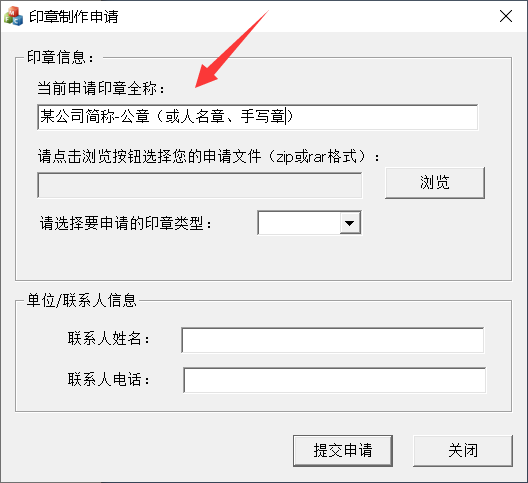 印章制作申请
印章信息：
当前申请印章全称：
某公司简称-公章（或人名章、手写章）
请点击浏览按钮选择您的申请文件（zip或rar格式）：
浏览
请选择要申请的印章类型：
单位/联系人信息
联系人姓名：
联系人电话：
提交申请
关闭